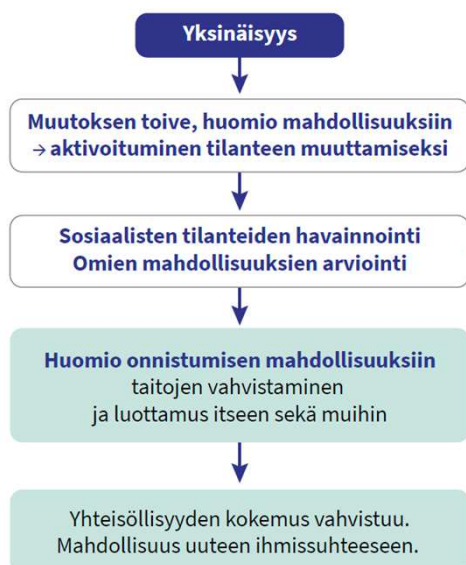 Yksinäisyys
Muutoksen toive, huomio mahdollisuuksiin
→ aktivoituminen tilanteen muuttamiseksi
Sosiaalisten tilanteiden havainnointi
Omien mahdollisuuksien arviointi
Huomio onnistumisen mahdollisuuksiin
taitojen vahvistaminen
ja luottamus itseen sekä muihin
Yhteisöllisyyden kokemus vahvistuu.
Mahdollisuus uuteen ihmissuhteeseen.